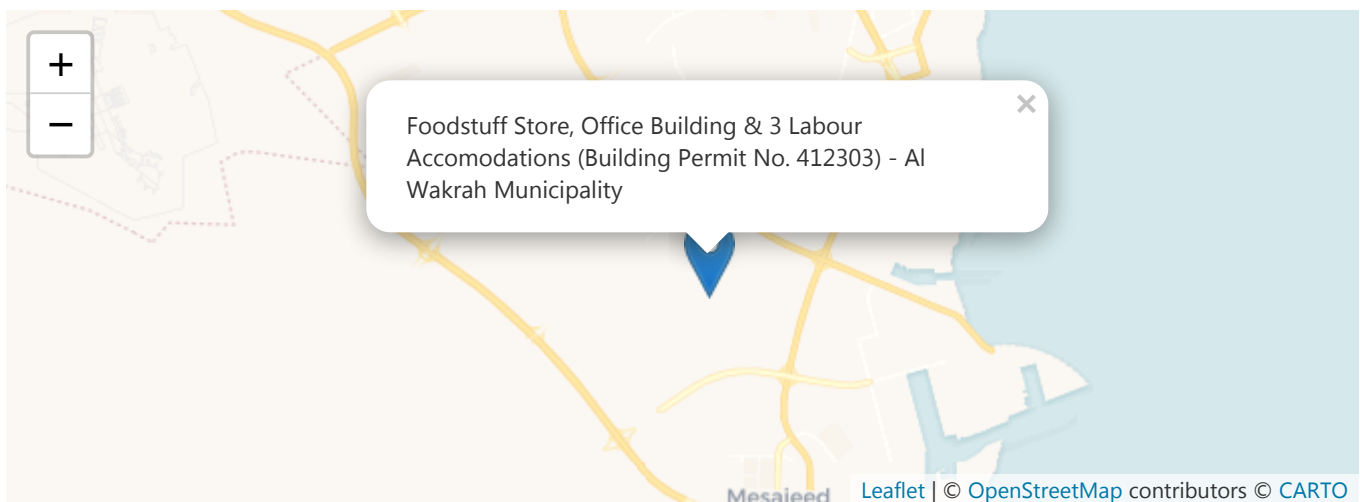 +
−
×
Foodstuff Store, Office Building & 3 Labour
Accomodations (Building Permit No. 412303) - Al
Wakrah Municipality
Mesaieed
Leaflet | © OpenStreetMap contributors © CARTO